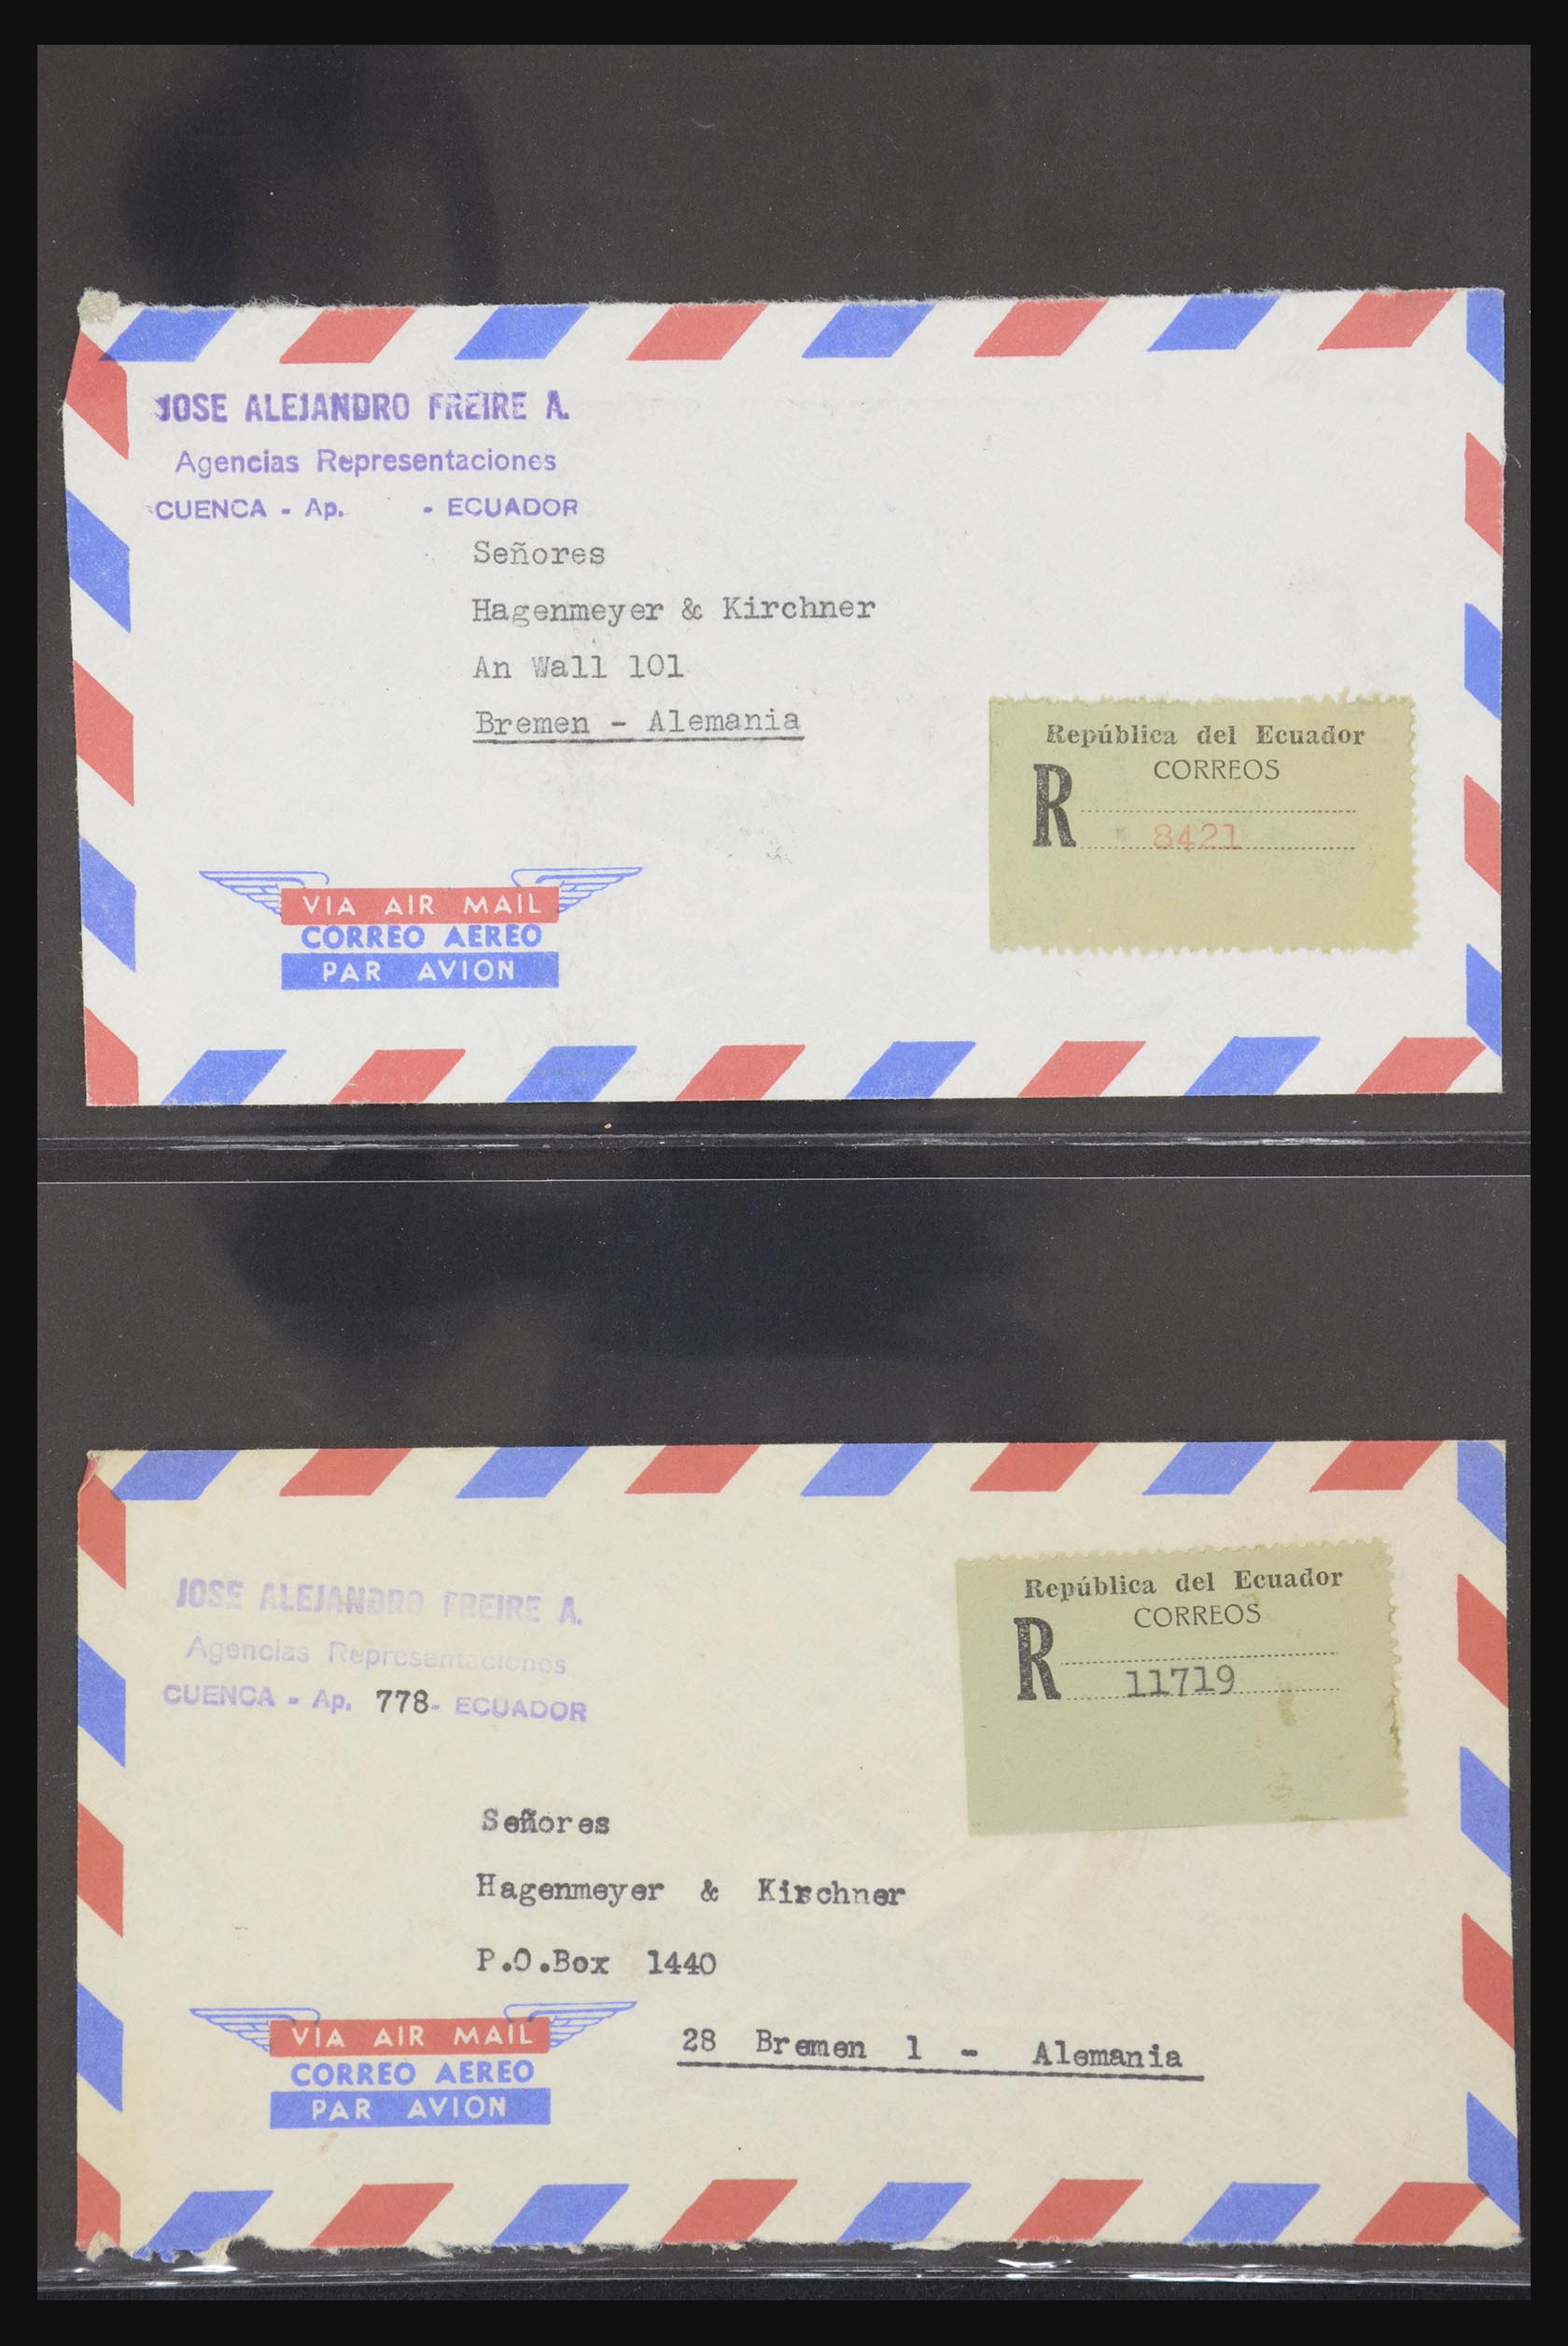 JOSE ALEJANDRO FREIRE A.
Agencias Representaciones
CUENCA - Ap. - ECUADOR
Señores
Hagenmeyer & Kirchner
An Wall 101
Bremen - Alemania
República del Ecuador
CORREOS
R
8421
VIA AIR MAIL
CORREO AEREO
PAR AVION
JOSE ALEJANDRO FREIRE A.
Agencias Representaciones
CUENCA - Ap. 778- ECUADOR
República del Ecuador
CORREOS
R
11719
Señores
Hagenmeyer & Kirchner
P.O.Box 1440
28 Bremen 1 - Alemania
VIA AIR MAIL
CORREO AEREO
PAR AVION